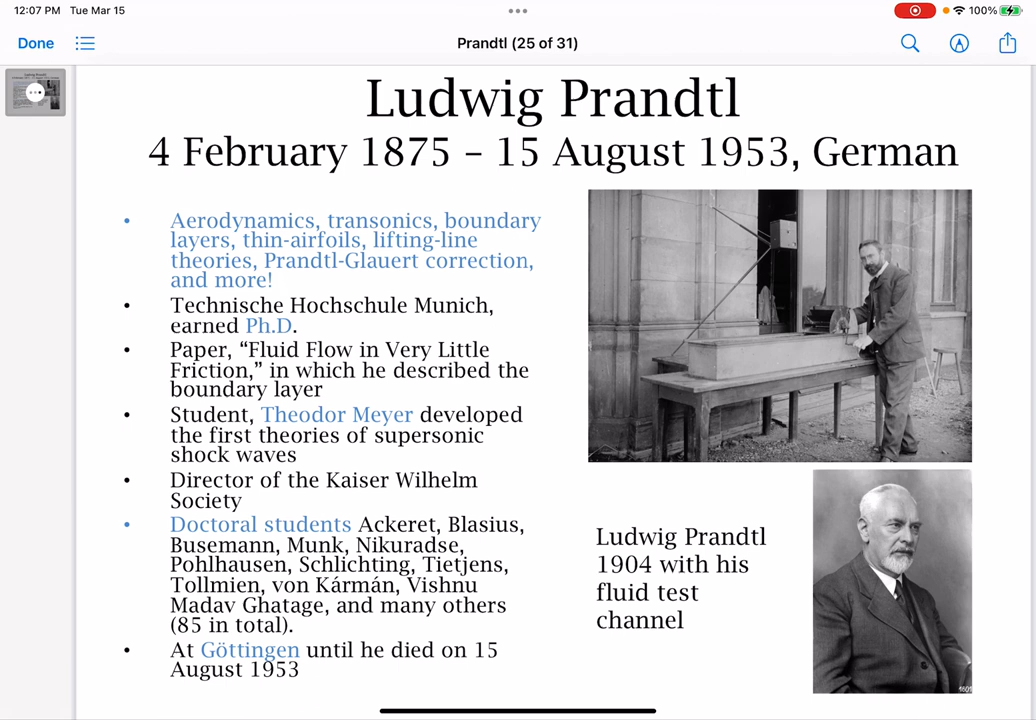 12:07 PM Tue Mar 15
100%
Done
Prandtl (25 of 31)
Ludwig Prandtl
4 February 1875 – 15 August 1953, German
• Aerodynamics, transonics, boundary
layers, thin-airfoils, lifting-line
theories, Prandtl-Glauert correction,
and more!
• Technische Hochschule Munich,
earned Ph.D.
• Paper, “Fluid Flow in Very Little
Friction,” in which he described the
boundary layer
• Student, Theodor Meyer developed
the first theories of supersonic
shock waves
• Director of the Kaiser Wilhelm
Society
• Doctoral students Ackeret, Blasius,
Busemann, Munk, Nikuradse,
Pohlhausen, Schlichting, Tietjens,
Tollmien, von Kármán, Vishnu
Madav Ghatage, and many others
(85 in total).
• At Göttingen until he died on 15
August 1953
Ludwig Prandtl
1904 with his
fluid test
channel